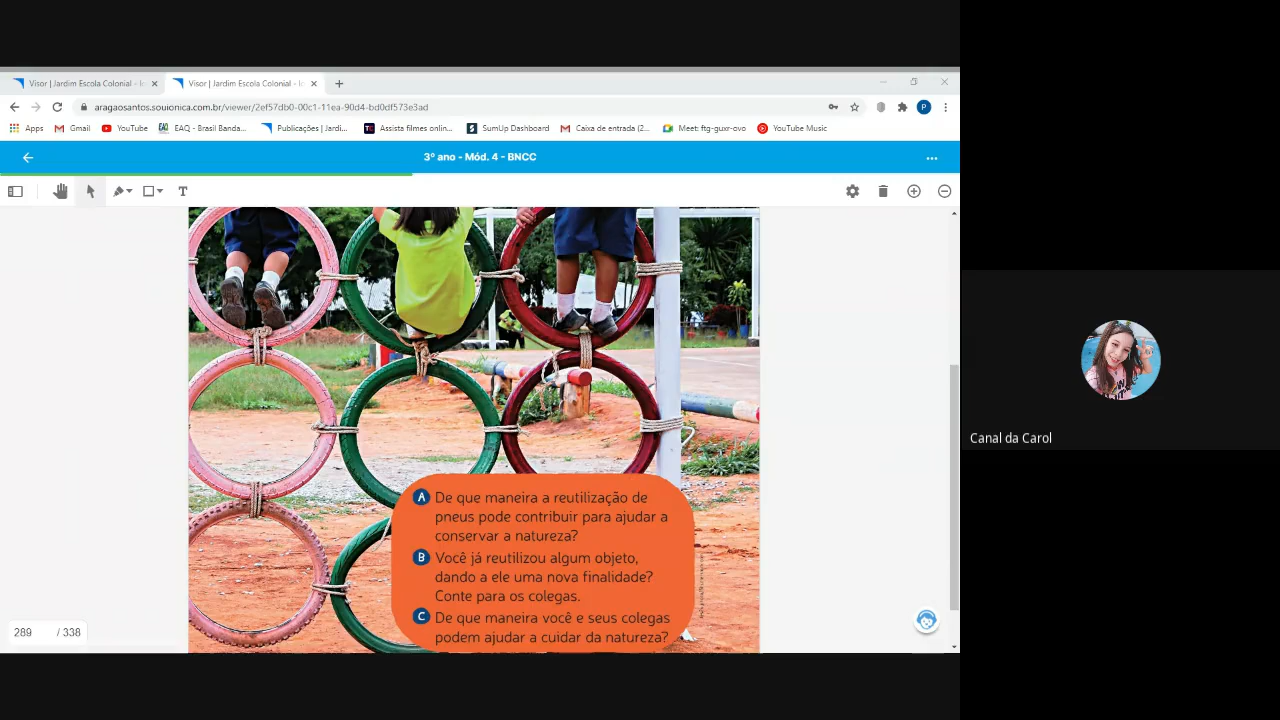 Visor | Jardim Escola Colonial - In
Visor | Jardim Escola Colonial - In
aragaosantos.souionica.com.br/viewer/2ef57db0-00c1-11ea-90d4-bd0df573e3ad
P
Apps
Gmail
YouTube
EAQ - Brasil Banda...
Publicações | Jardi...
Assista filmes onlin...
SumUp Dashboard
Caixa de entrada (2...
Meet: ftg-guxr-ovo
YouTube Music
3º ano - Mód. 4 - BNCC
T
A De que maneira a reutilização de
pneus pode contribuir para ajudar a
conservar a natureza?
B Você já reutilizou algum objeto,
dando a ele uma nova finalidade?
Conte para os colegas.
C De que maneira você e seus colegas
podem ajudar a cuidar da natureza?
289 / 338
Canal da Carol